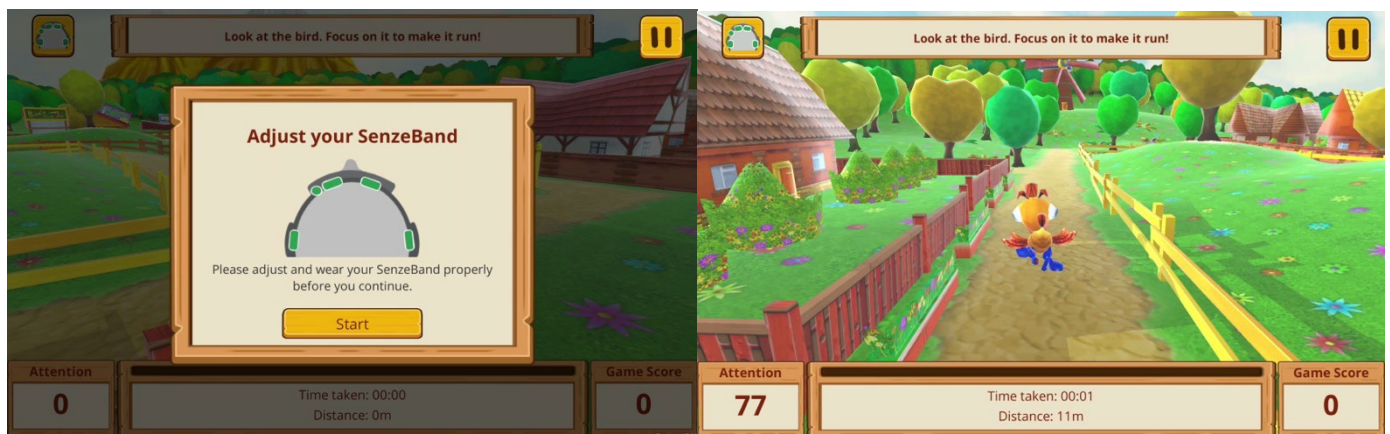 Look at the bird. Focus on it to make it run!
Adjust your SenzeBand
Please adjust and wear your SenzeBand properly
before you continue.
Start
Attention
0
Time taken: 00:00
Distance: 0m
Game Score
0
Look at the bird. Focus on it to make it run!
Attention
77
Time taken: 00:01
Distance: 11m
Game Score
0